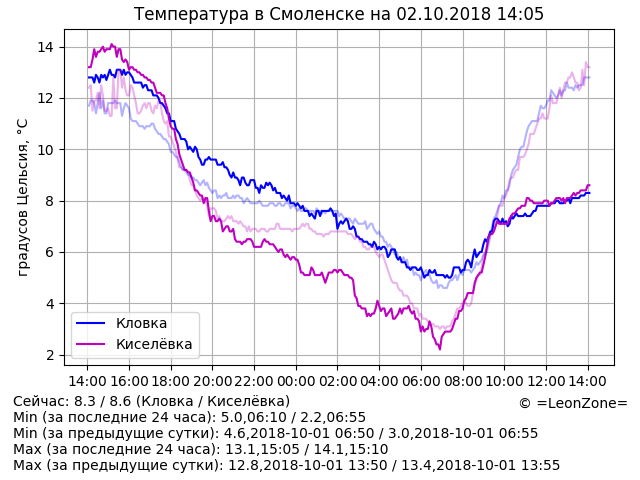 Температура в Смоленске на 02.10.2018 14:05
градусов Цельсия, °C
14
12
10
8
6
4
2
Кловка
Киселёвка
14:00 16:00 18:00 20:00 22:00 00:00 02:00 04:00 06:00 08:00 10:00 12:00 14:00
Сейчас: 8.3 / 8.6 (Кловка / Киселёвка)
© =LeonZone=
Min (за последние 24 часа): 5.0,06:10 / 2.2,06:55
Min (за предыдущие сутки): 4.6,2018-10-01 06:50 / 3.0,2018-10-01 06:55
Max (за последние 24 часа): 13.1,15:05 / 14.1,15:10
Max (за предыдущие сутки): 12.8,2018-10-01 13:50 / 13.4,2018-10-01 13:55